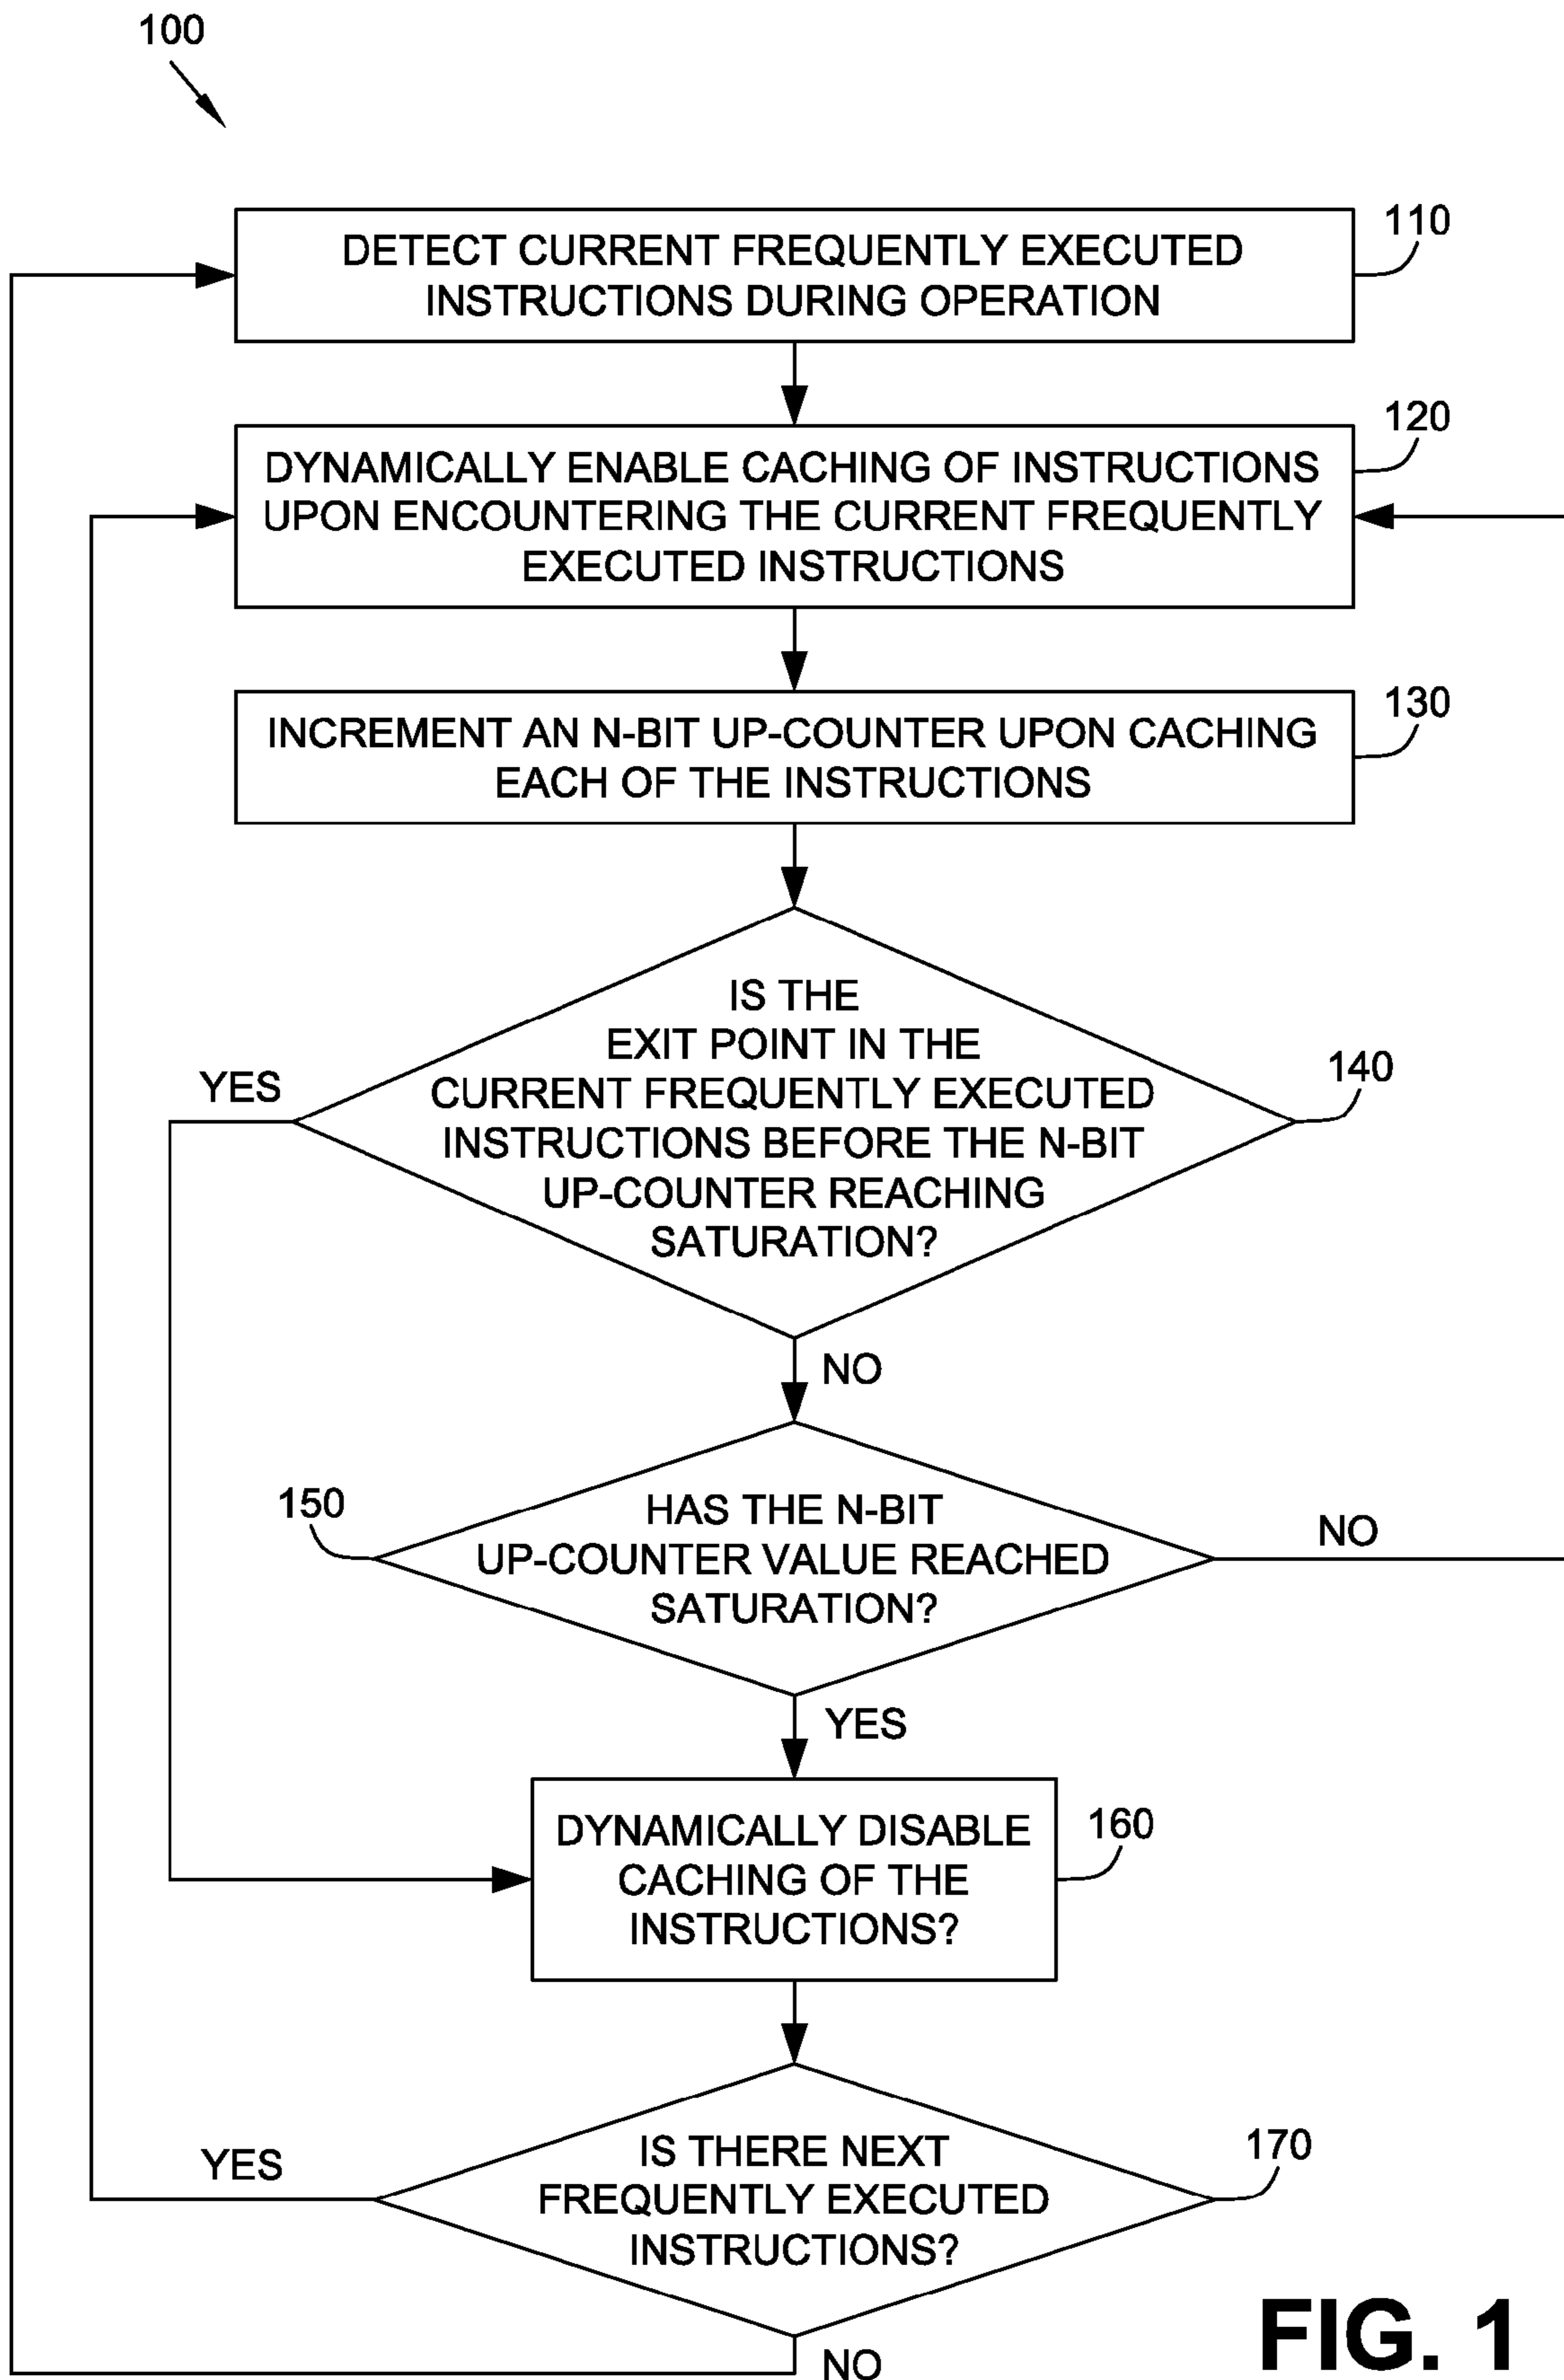 100
110
DETECT CURRENT FREQUENTLY EXECUTED
INSTRUCTIONS DURING OPERATION
120
DYNAMICALLY ENABLE CACHING OF INSTRUCTIONS
UPON ENCOUNTERING THE CURRENT FREQUENTLY
EXECUTED INSTRUCTIONS
130
INCREMENT AN N-BIT UP-COUNTER UPON CACHING
EACH OF THE INSTRUCTIONS
IS THE
EXIT POINT IN THE
CURRENT FREQUENTLY EXECUTED
INSTRUCTIONS BEFORE THE N-BIT
UP-COUNTER REACHING
SATURATION?
YES
140
NO
150
HAS THE N-BIT
UP-COUNTER VALUE REACHED
SATURATION?
NO
YES
DYNAMICALLY DISABLE
CACHING OF THE
INSTRUCTIONS?
160
YES
IS THERE NEXT
FREQUENTLY EXECUTED
INSTRUCTIONS?
170
NO
FIG. 1